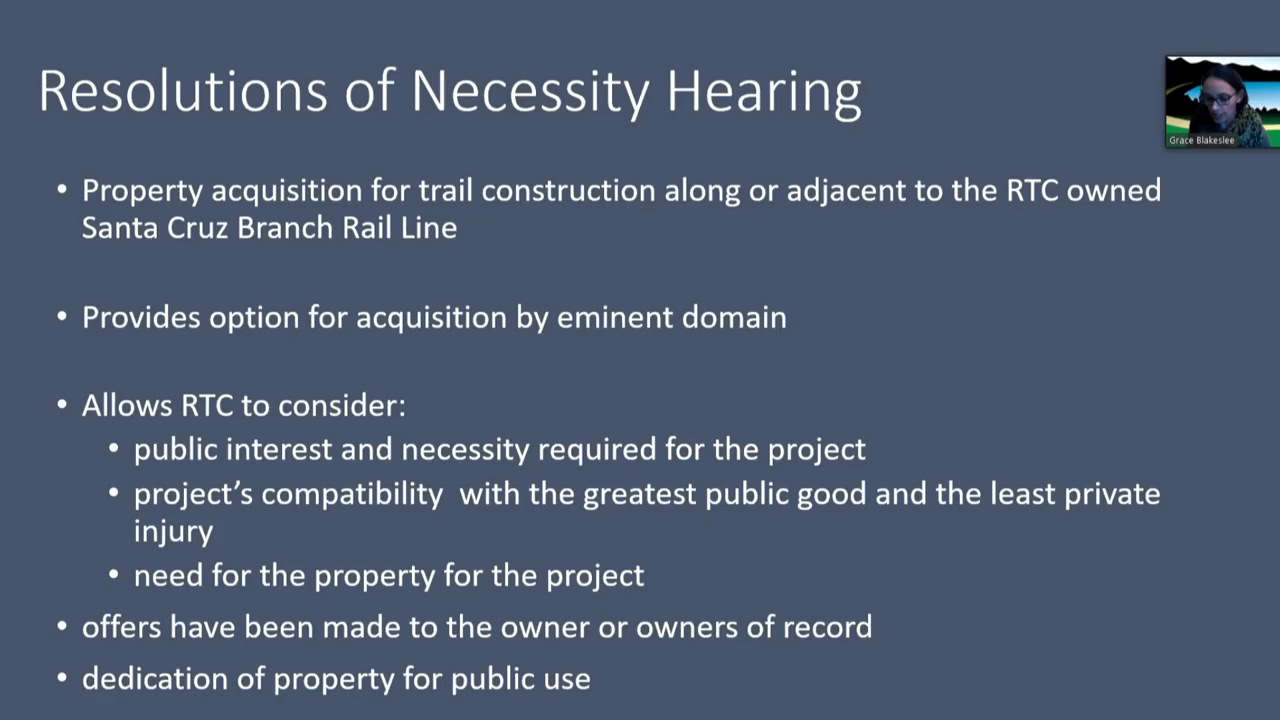 Resolutions of Necessity Hearing
Grace Blakeslee
• Property acquisition for trail construction along or adjacent to the RTC owned
Santa Cruz Branch Rail Line
• Provides option for acquisition by eminent domain
• Allows RTC to consider:
• public interest and necessity required for the project
• project’s compatibility  with the greatest public good and the least private
injury
• need for the property for the project
• offers have been made to the owner or owners of record
• dedication of property for public use